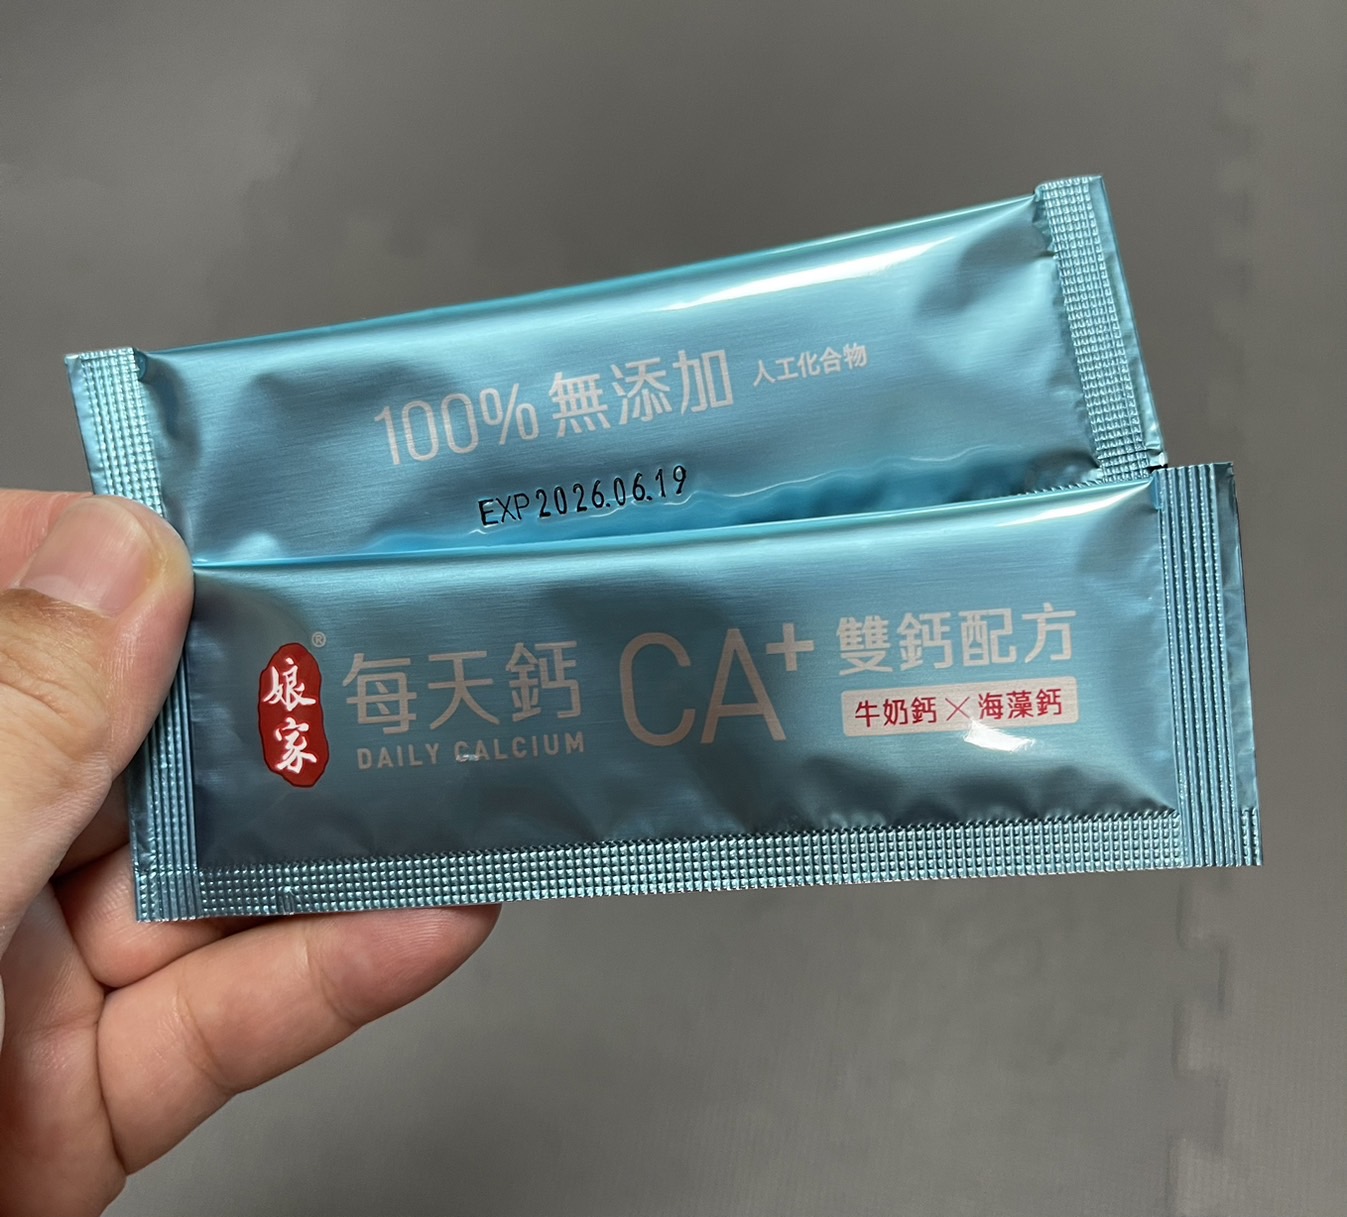 100% 無添加 人工化合物
EXP 2026.06.19
娘家®
每天鈣
DAILY CALCIUM
CA+
雙鈣配方
牛奶鈣×海藻鈣